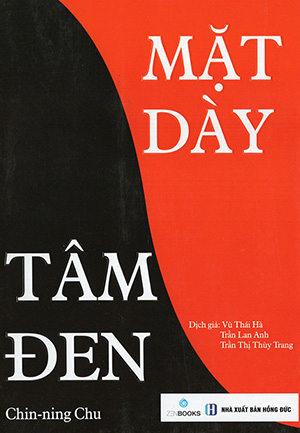 MẶT
DÀY
TÂM
ĐEN
Dịch giả: Vũ Thái Hà
Trần Lan Anh
Trần Thị Thùy Trang
Chin-ning Chu
ZENBOOKS
NHÀ XUẤT BẢN HỒNG ĐỨC